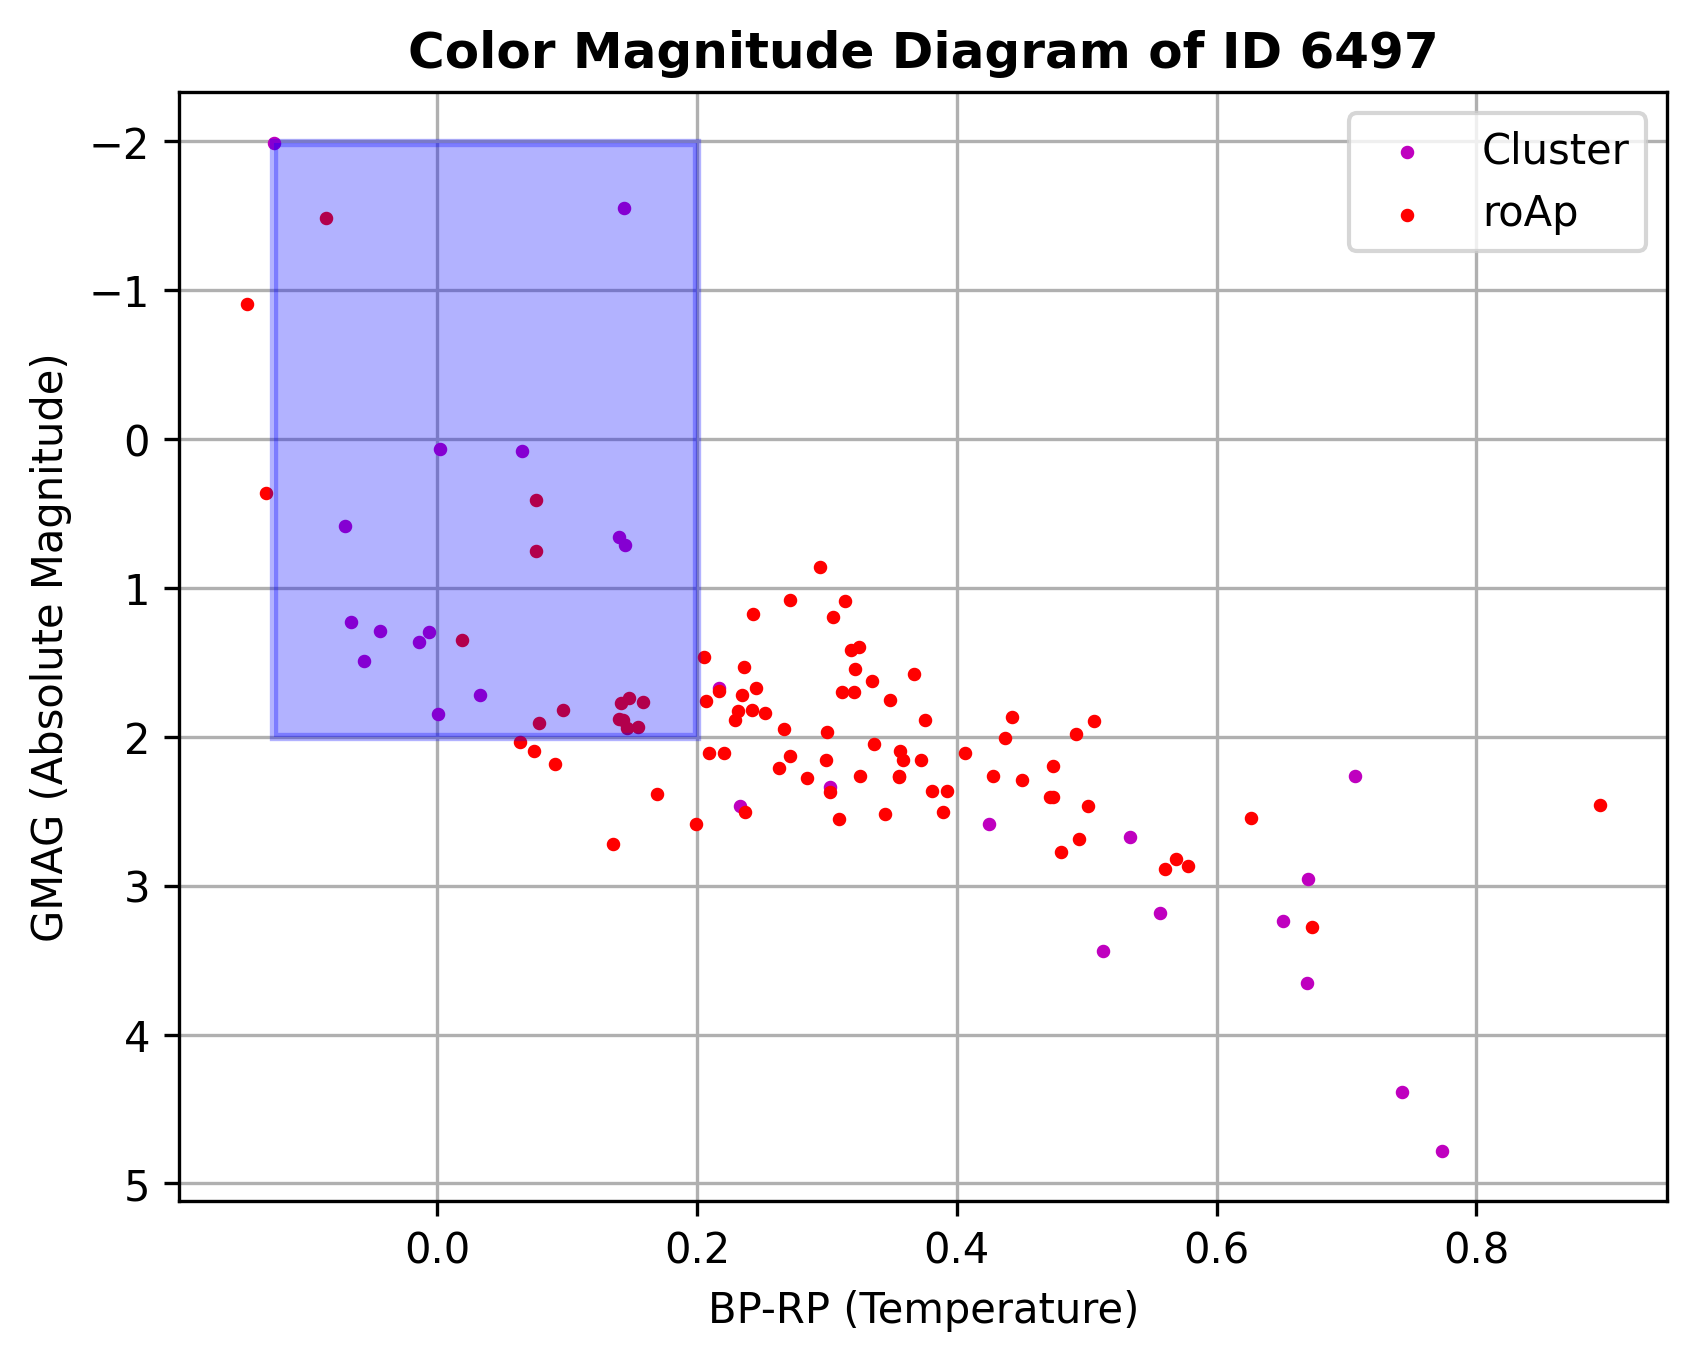 Color Magnitude Diagram of ID 6497
Cluster
roAp
GMAG (Absolute Magnitude)
−2
−1
0
1
2
3
4
5
0.0 0.2 0.4 0.6 0.8
BP-RP (Temperature)